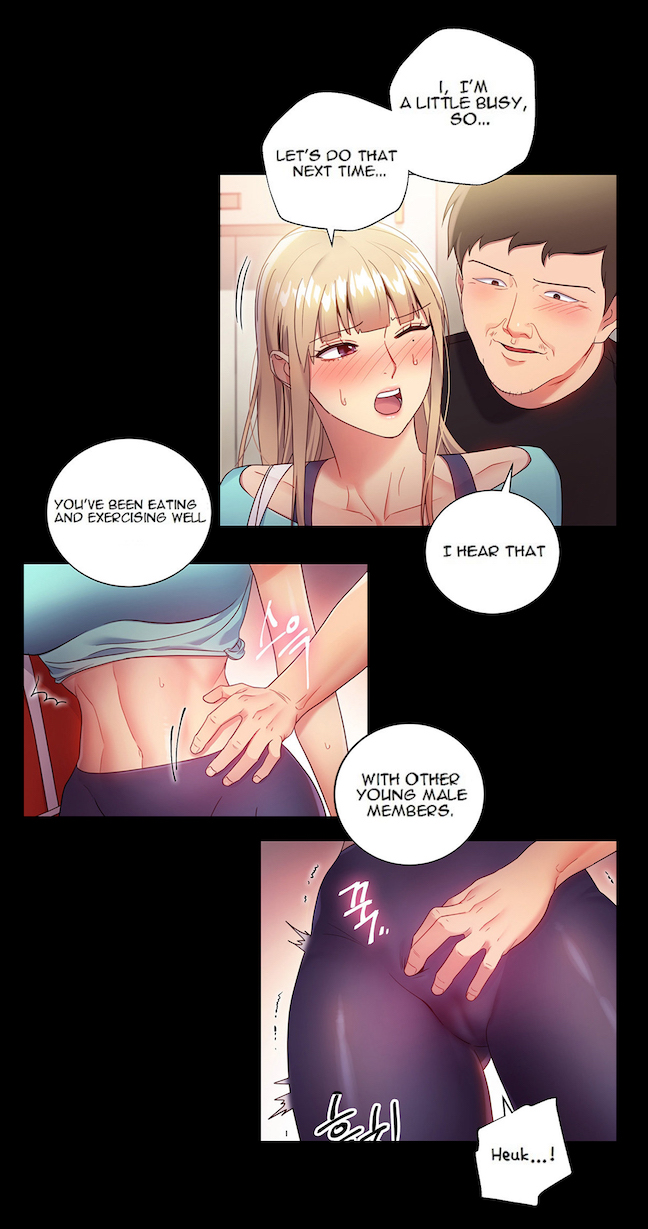 I, I'M
A LITTLE BUSY,
SO...
LET'S DO THAT
NEXT TIME...
I HEAR THAT
YOU'VE BEEN EATING
AND EXERCISING WELL
스윽
WITH OTHER
YOUNG MALE
MEMBERS.
꾹..
Heuk...!